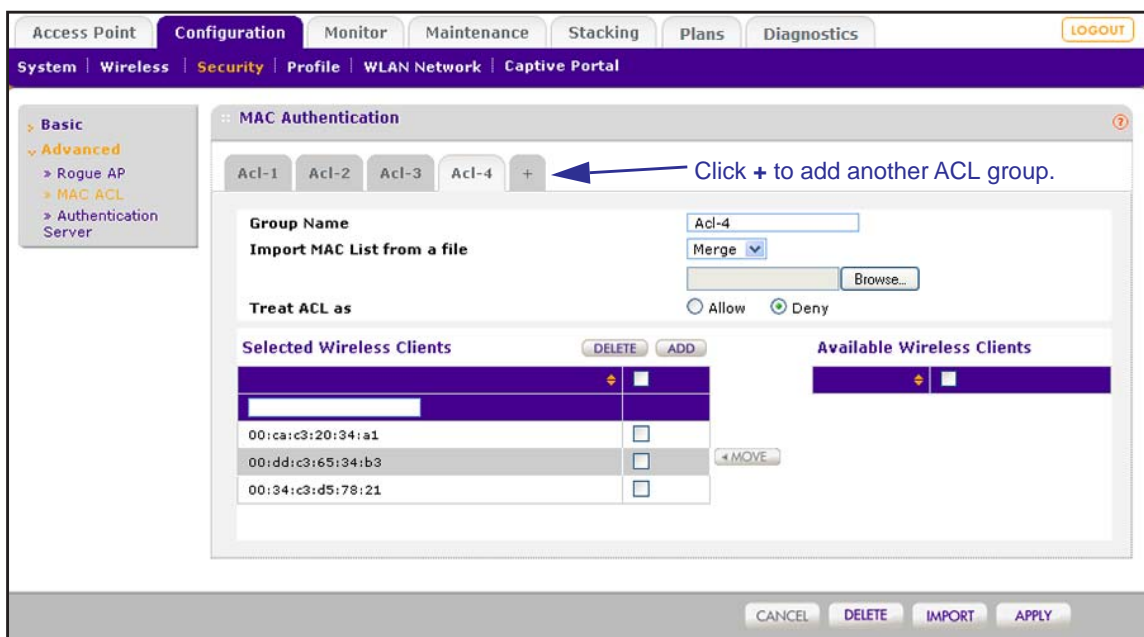 Access Point Configuration Monitor Maintenance Stacking Plans Diagnostics LOGOUT
System | Wireless | Security | Profile | WLAN Network | Captive Portal
Basic
Advanced
» Rogue AP
» MAC ACL
» Authentication
Server
:: MAC Authentication ?
Acl-1 Acl-2 Acl-3 Acl-4 + Click + to add another ACL group.
Group Name Acl-4
Import MAC List from a file Merge
Browse...
Treat ACL as Allow Deny
Selected Wireless Clients DELETE ADD Available Wireless Clients
00:ca:c3:20:34:a1
00:dd:c3:65:34:b3 MOVE
00:34:c3:d5:78:21
CANCEL DELETE IMPORT APPLY